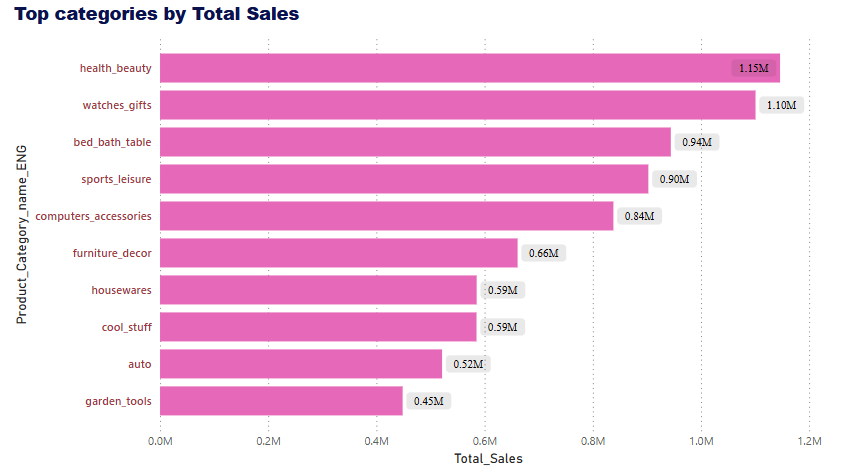 Top categories by Total Sales
Product_Category_name_ENG
health_beauty 1.15M
watches_gifts 1.10M
bed_bath_table 0.94M
sports_leisure 0.90M
computers_accessories 0.84M
furniture_decor 0.66M
housewares 0.59M
cool_stuff 0.59M
auto 0.52M
garden_tools 0.45M
0.0M 0.2M 0.4M 0.6M 0.8M 1.0M 1.2M
Total_Sales